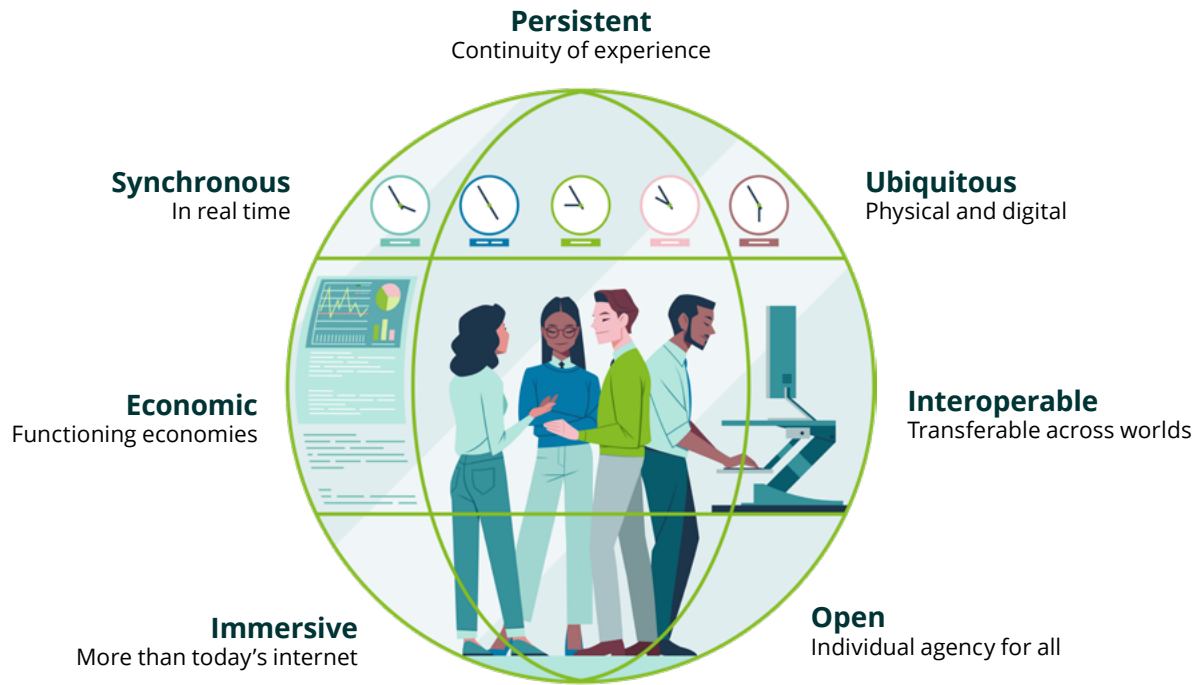 Persistent
Continuity of experience
Synchronous
In real time
Ubiquitous
Physical and digital
Economic
Functioning economies
Interoperable
Transferable across worlds
Immersive
More than today’s internet
Open
Individual agency for all